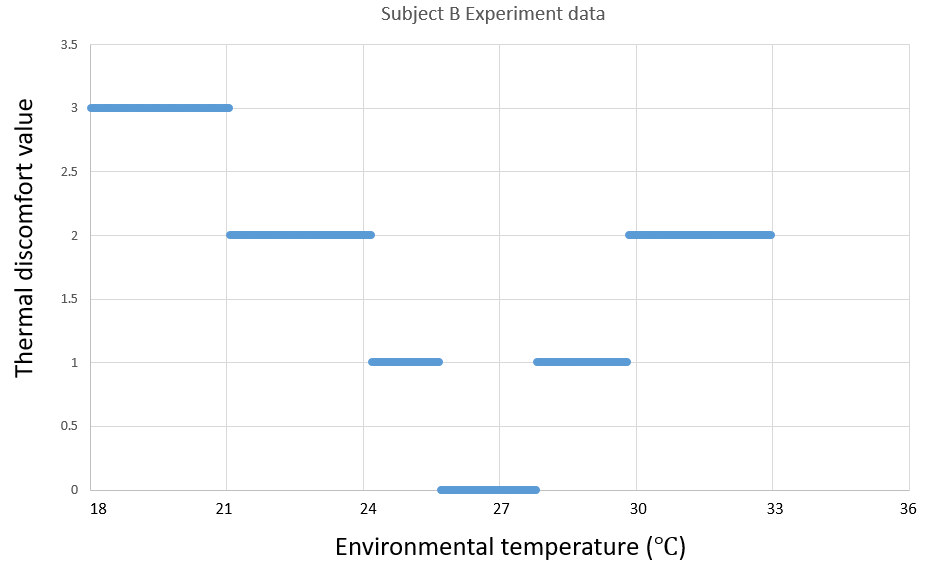 Subject B Experiment data
Thermal discomfort value
3.5
3
2.5
2
1.5
1
0.5
0
18 21 24 27 30 33 36
Environmental temperature (℃)